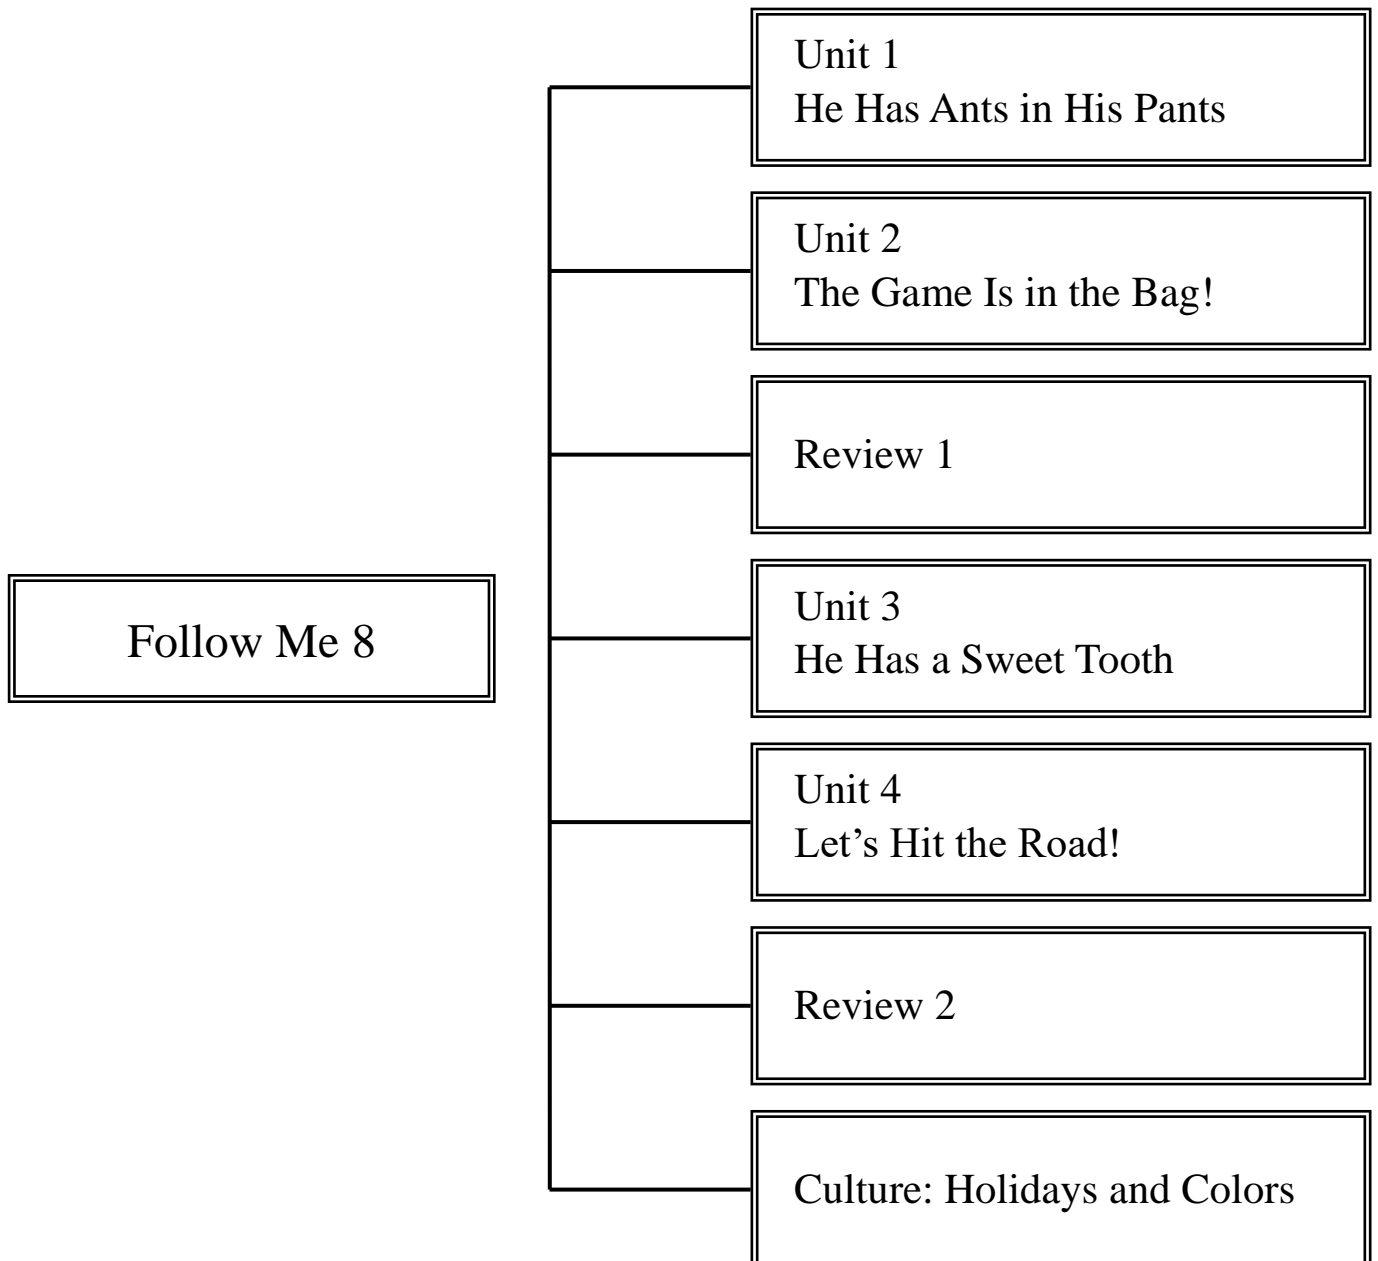 Follow Me 8
Unit 1
He Has Ants in His Pants
Unit 2
The Game Is in the Bag!
Review 1
Unit 3
He Has a Sweet Tooth
Unit 4
Let’s Hit the Road!
Review 2
Culture: Holidays and Colors